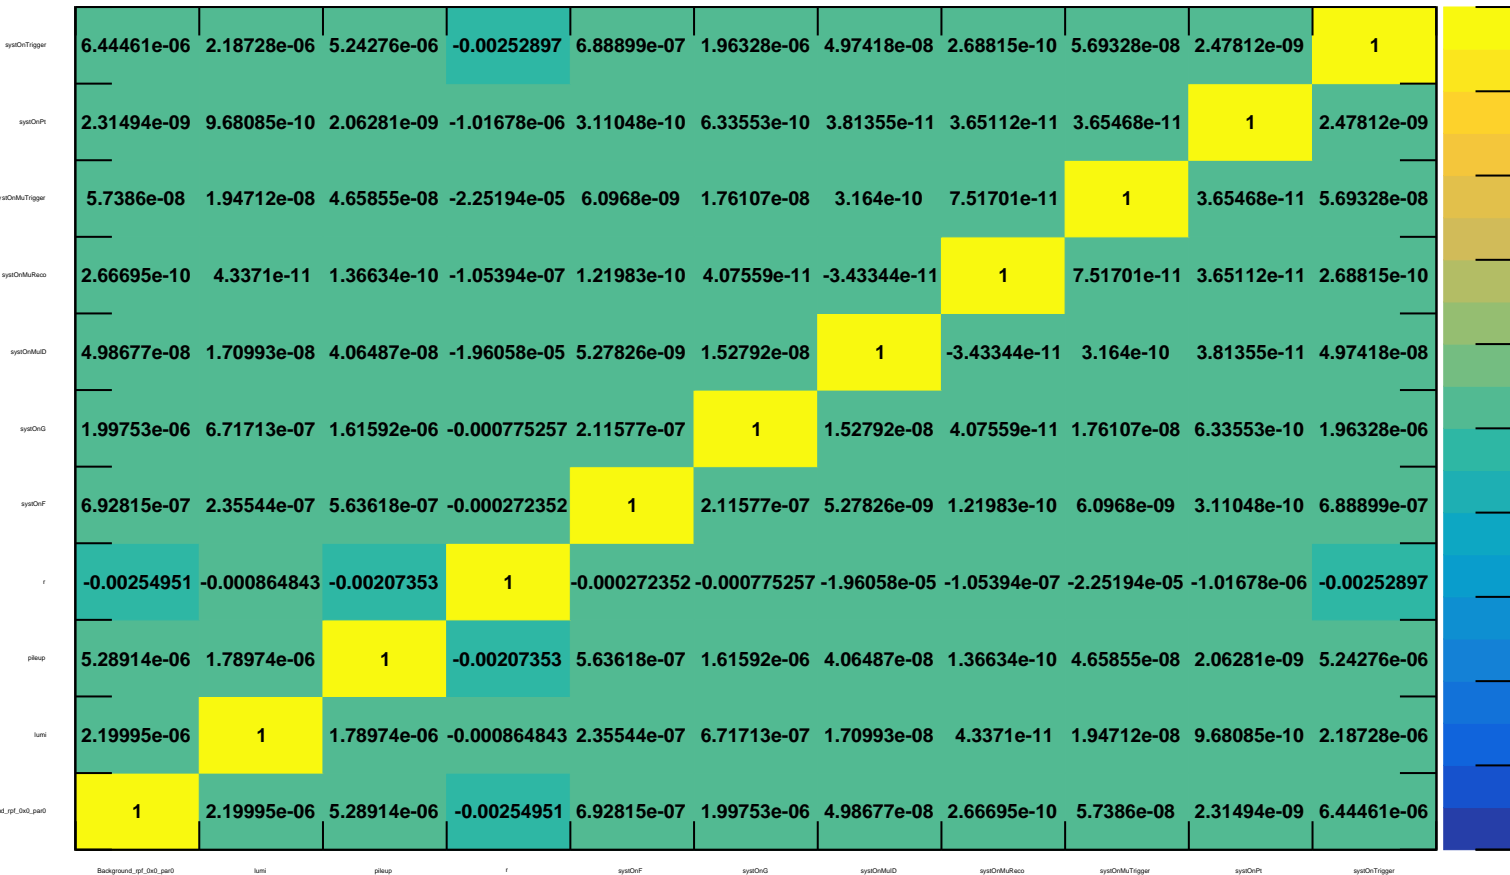 systOnTrigger 6.44461e-06 2.18728e-06 5.24276e-06 -0.00252897 6.88899e-07 1.96328e-06 4.97418e-08 2.68815e-10 5.69328e-08 2.47812e-09 1
systOnPt 2.31494e-09 9.68085e-10 2.06281e-09 -1.01678e-06 3.11048e-10 6.33553e-10 3.81355e-11 3.65112e-11 3.65468e-11 1 2.47812e-09
stOnMuTrigger 5.7386e-08 1.94712e-08 4.65855e-08 -2.25194e-05 6.0968e-09 1.76107e-08 3.164e-10 7.51701e-11 1 3.65468e-11 5.69328e-08
systOnMuReco 2.66695e-10 4.3371e-11 1.36634e-10 -1.05394e-07 1.21983e-10 4.07559e-11 -3.43344e-11 1 7.51701e-11 3.65112e-11 2.68815e-10
systOnMuID 4.98677e-08 1.70993e-08 4.06487e-08 -1.96058e-05 5.27826e-09 1.52792e-08 1 -3.43344e-11 3.164e-10 3.81355e-11 4.97418e-08
systOnG 1.99753e-06 6.71713e-07 1.61592e-06 -0.000775257 2.11577e-07 1 1.52792e-08 4.07559e-11 1.76107e-08 6.33553e-10 1.96328e-06
systOnF 6.92815e-07 2.35544e-07 5.63618e-07 -0.000272352 1 2.11577e-07 5.27826e-09 1.21983e-10 6.0968e-09 3.11048e-10 6.88899e-07
r -0.00254951 -0.000864843 -0.00207353 1 -0.000272352 -0.000775257 -1.96058e-05 -1.05394e-07 -2.25194e-05 -1.01678e-06 -0.00252897
pileup 5.28914e-06 1.78974e-06 1 -0.00207353 5.63618e-07 1.61592e-06 4.06487e-08 1.36634e-10 4.65855e-08 2.06281e-09 5.24276e-06
lumi 2.19995e-06 1 1.78974e-06 -0.000864843 2.35544e-07 6.71713e-07 1.70993e-08 4.3371e-11 1.94712e-08 9.68085e-10 2.18728e-06
d_rpf_0x0_par0 1 2.19995e-06 5.28914e-06 -0.00254951 6.92815e-07 1.99753e-06 4.98677e-08 2.66695e-10 5.7386e-08 2.31494e-09 6.44461e-06
Background_rpf_0x0_par0 lumi pileup r systOnF systOnG systOnMuID systOnMuReco systOnMuTrigger systOnPt systOnTrigger